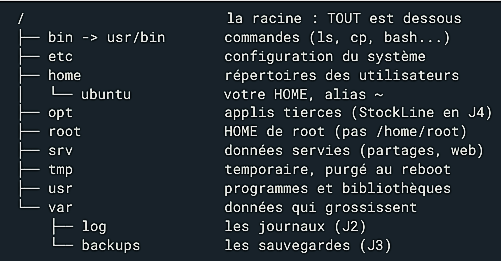 /                        la racine : TOUT est dessous
├── bin -> usr/bin       commandes (ls, cp, bash...)
├── etc                  configuration du système
├── home                 répertoires des utilisateurs
│   └── ubuntu           votre HOME, alias ~
├── opt                  applis tierces (StockLine en J4)
├── root                 HOME de root (pas /home/root)
├── srv                  données servies (partages, web)
├── tmp                  temporaire, purgé au reboot
├── usr                  programmes et bibliothèques
└── var                  données qui grossissent
    ├── log              les journaux (J2)
    └── backups          les sauvegardes (J3)